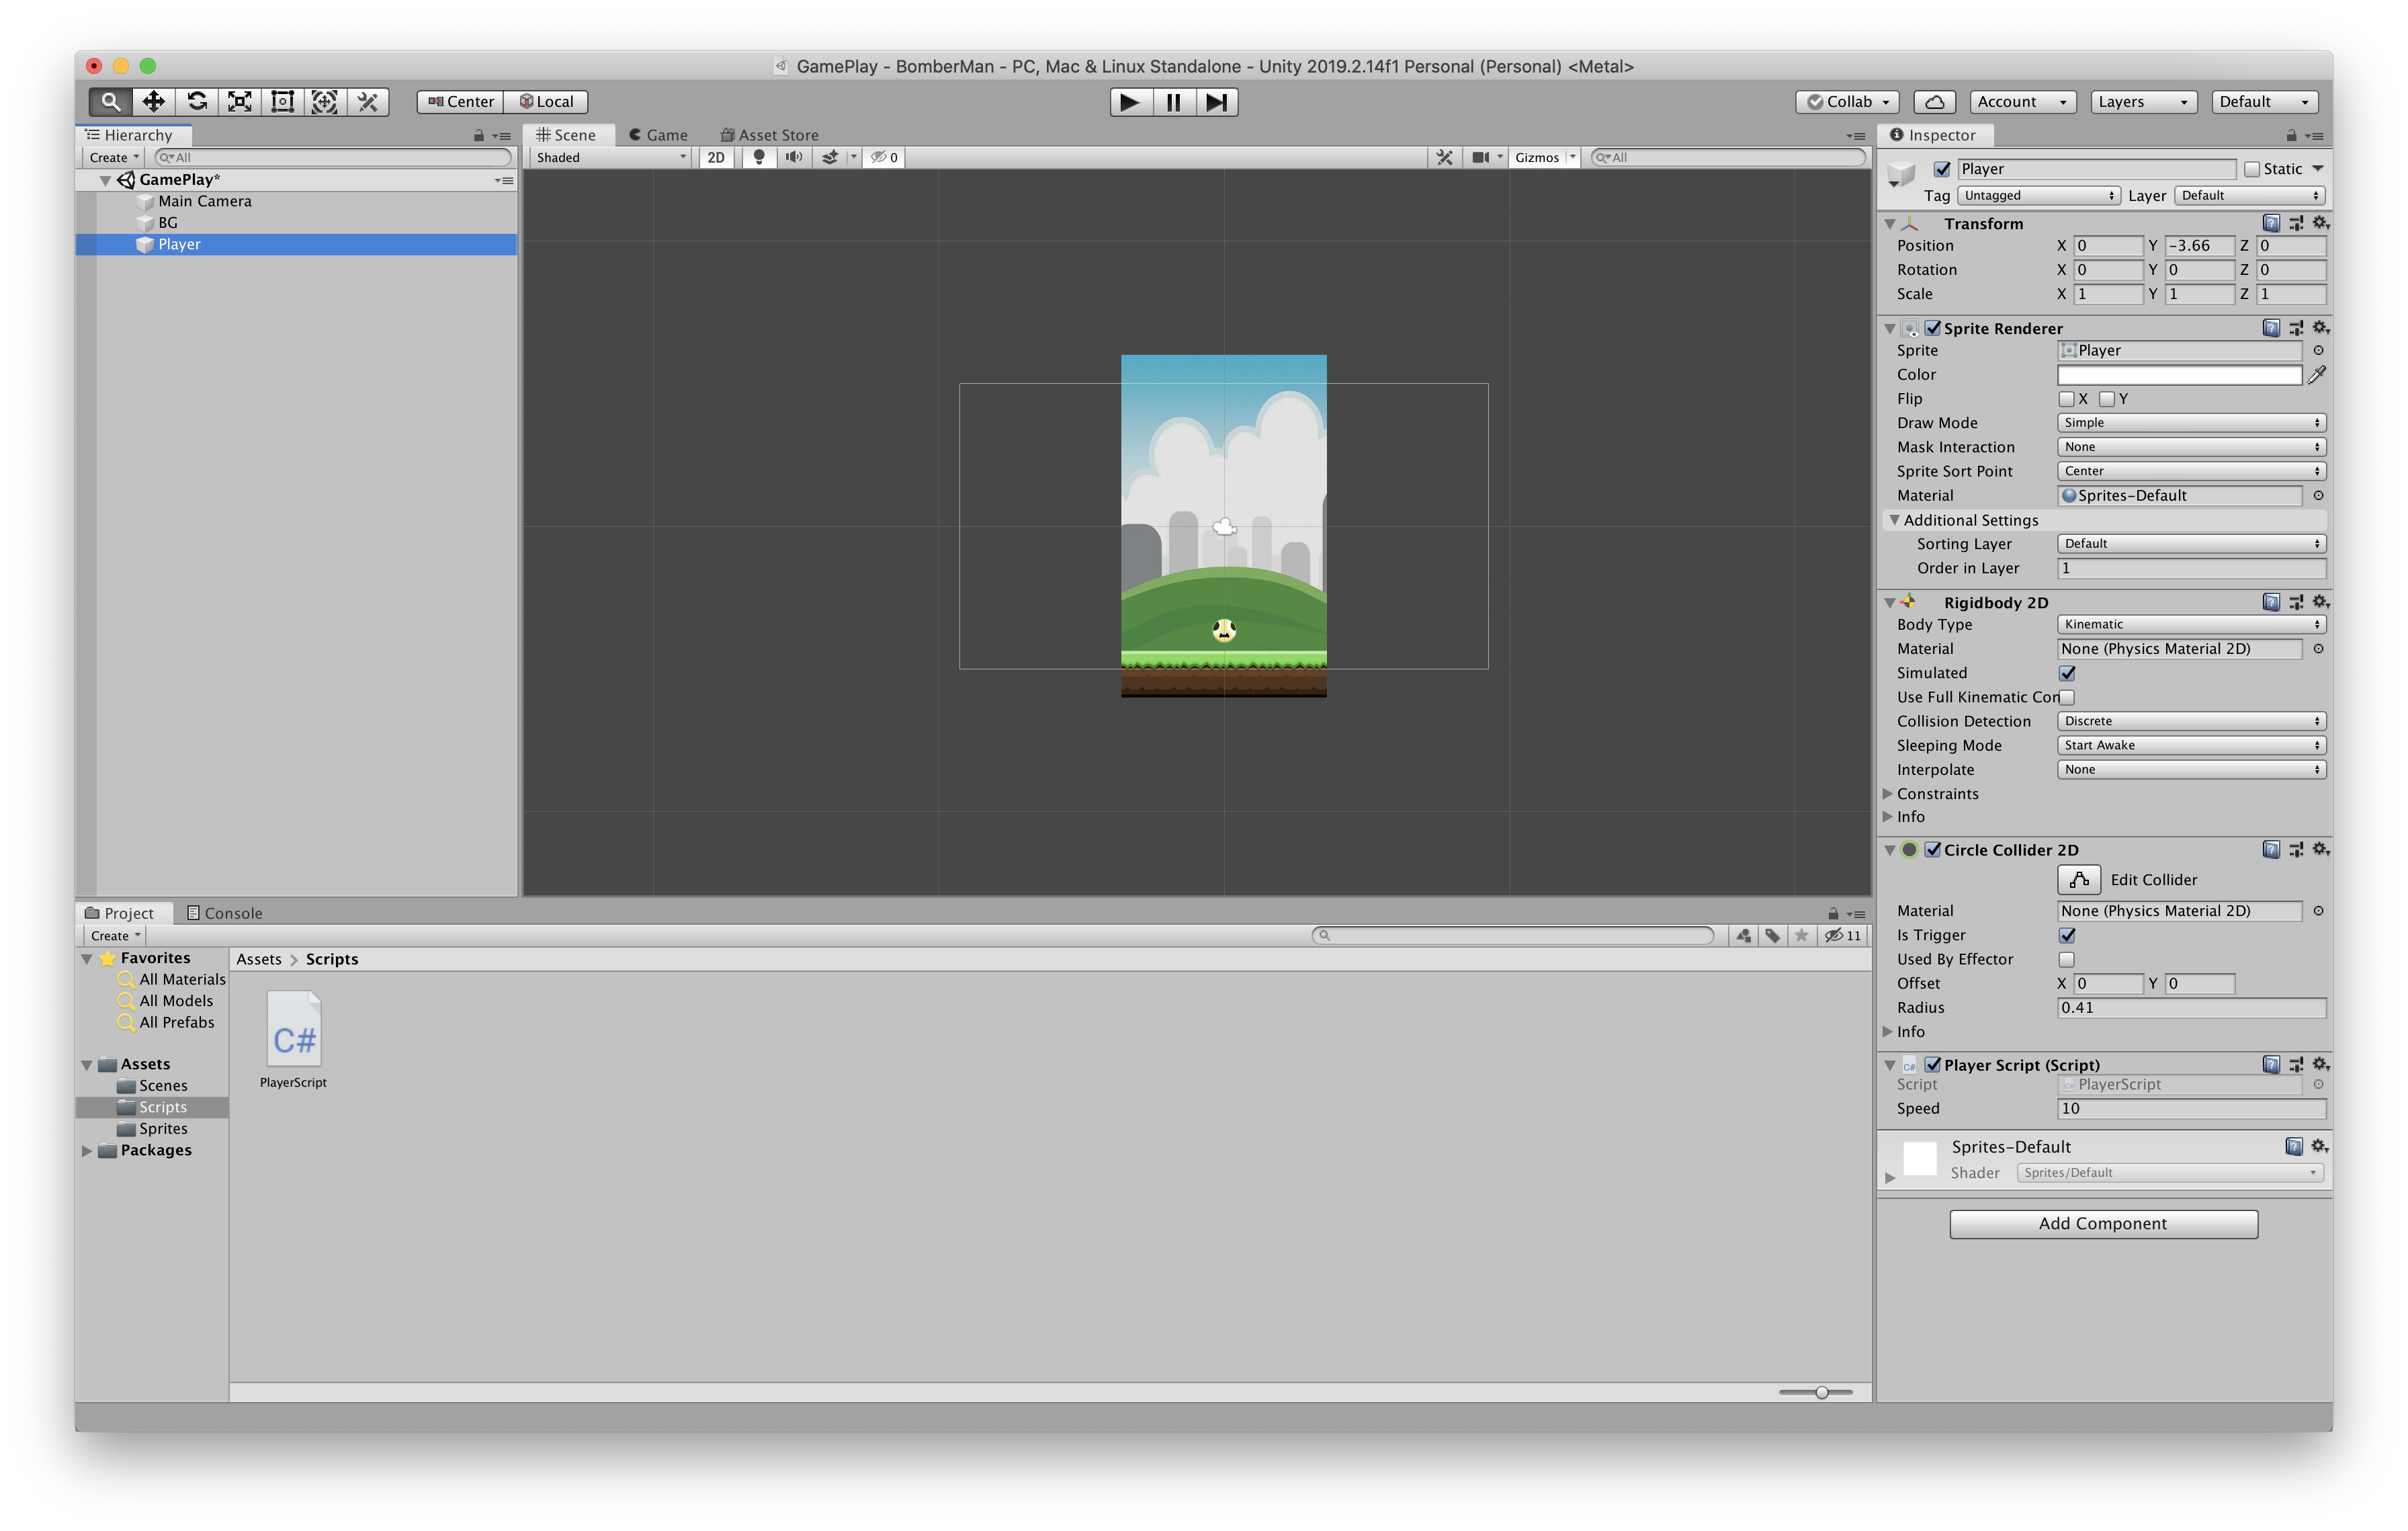 GamePlay - BomberMan - PC, Mac & Linux Standalone - Unity 2019.2.14f1 Personal (Personal) <Metal>
Center Local Collab Account Layers Default
Hierarchy
Create All
GamePlay*
Main Camera
BG
Player
Scene Game Asset Store
Shaded 2D 0 Gizmos All
Project Console
Create 11
Favorites
All Materials
All Models
All Prefabs
Assets
Scenes
Scripts
Sprites
Packages
Assets > Scripts
C#
PlayerScript
Inspector
Player Static
Tag Untagged Layer Default
Transform
Position X 0 Y -3.66 Z 0
Rotation X 0 Y 0 Z 0
Scale X 1 Y 1 Z 1
Sprite Renderer
Sprite Player
Color
Flip X Y
Draw Mode Simple
Mask Interaction None
Sprite Sort Point Center
Material Sprites-Default
Additional Settings
Sorting Layer Default
Order in Layer 1
Rigidbody 2D
Body Type Kinematic
Material None (Physics Material 2D)
Simulated
Use Full Kinematic Con
Collision Detection Discrete
Sleeping Mode Start Awake
Interpolate None
Constraints
Info
Circle Collider 2D
Edit Collider
Material None (Physics Material 2D)
Is Trigger
Used By Effector
Offset X 0 Y 0
Radius 0.41
Info
C# Player Script (Script)
Script PlayerScript
Speed 10
Sprites-Default
Shader Sprites/Default
Add Component